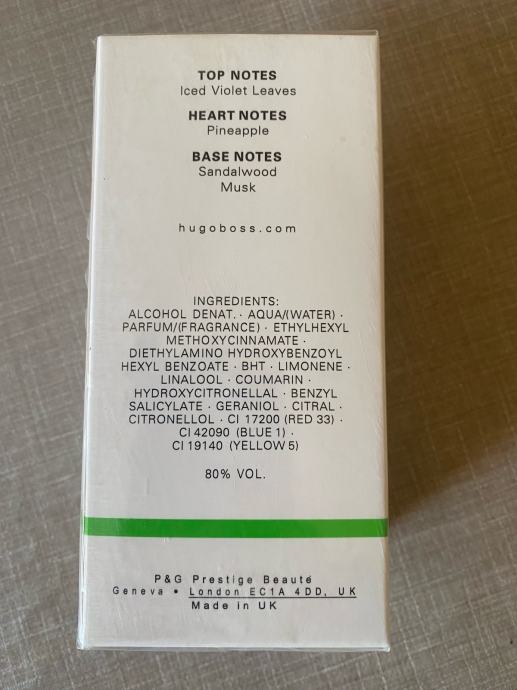 TOP NOTES
Iced Violet Leaves
HEART NOTES
Pineapple
BASE NOTES
Sandalwood
Musk
hugoboss.com
INGREDIENTS:
ALCOHOL DENAT. · AQUA/(WATER) ·
PARFUM/(FRAGRANCE) · ETHYLHEXYL
METHOXYCINNAMATE ·
DIETHYLAMINO HYDROXYBENZOYL
HEXYL BENZOATE · BHT · LIMONENE ·
LINALOOL · COUMARIN ·
HYDROXYCITRONELLAL · BENZYL
SALICYLATE · GERANIOL · CITRAL ·
CITRONELLOL · CI 17200 (RED 33) ·
CI 42090 (BLUE 1) ·
CI 19140 (YELLOW 5)
80% VOL.
P&G Prestige Beauté
Geneva • London EC1A 4DD, UK
Made in UK